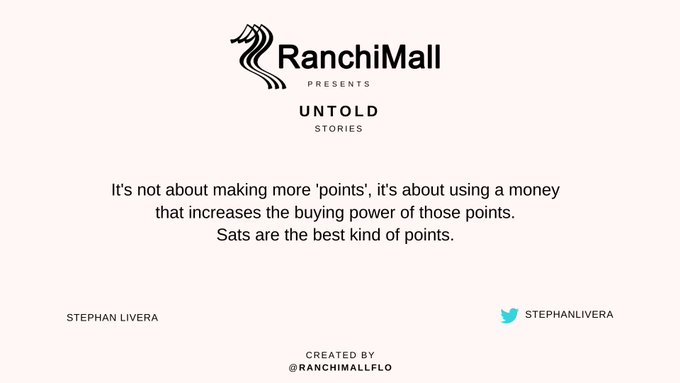 RanchiMall
PRESENTS
UNTOLD
STORIES
It's not about making more 'points', it's about using a money
that increases the buying power of those points.
Sats are the best kind of points.
STEPHAN LIVERA
STEPHANLIVERA
CREATED BY
@RANCHIMALLFLO